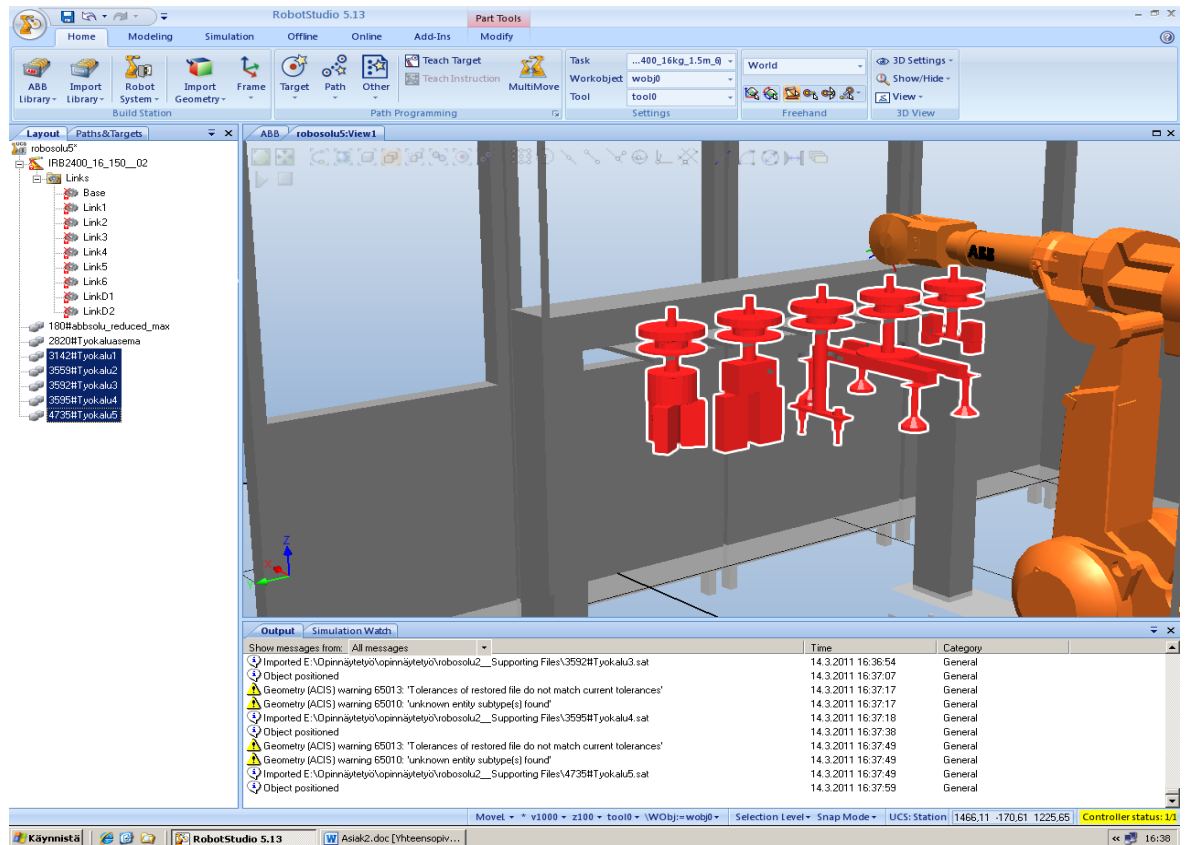 RobotStudio 5.13
Part Tools
Home Modeling Simulation Offline Online Add-Ins Modify
ABB Library
Import Library
Robot System
Import Geometry
Frame
Build Station
Target
Path
Other
Teach Target
Teach Instruction
MultiMove
Path Programming
Task ...400_16kg_1.5m_6)
Workobject wobj0
Tool tool0
Settings
World
Freehand
3D Settings
Show/Hide
View
3D View
Layout Paths&Targets
robosolu5*
IRB2400_16_150__02
Links
Base
Link1
Link2
Link3
Link4
Link5
Link6
LinkD1
LinkD2
180#abbsolu_reduced_max
2820#Tyokaluasema
3142#Tyokalu1
3559#Tyokalu2
3592#Tyokalu3
3595#Tyokalu4
4735#Tyokalu5
ABB robosolu5:View1
ABB
Z
X
Y
Output Simulation Watch
Show messages from: All messages Time Category
Imported E:\Opinnäytetyö\opinnäytetyö\robosolu2__Supporting Files\3592#Tyokalu3.sat 14.3.2011 16:36:54 General
Object positioned 14.3.2011 16:37:07 General
Geometry (ACIS) warning 65013: 'Tolerances of restored file do not match current tolerances' 14.3.2011 16:37:17 General
Geometry (ACIS) warning 65010: 'unknown entity subtype(s) found' 14.3.2011 16:37:17 General
Imported E:\Opinnäytetyö\opinnäytetyö\robosolu2__Supporting Files\3595#Tyokalu4.sat 14.3.2011 16:37:18 General
Object positioned 14.3.2011 16:37:38 General
Geometry (ACIS) warning 65013: 'Tolerances of restored file do not match current tolerances' 14.3.2011 16:37:49 General
Geometry (ACIS) warning 65010: 'unknown entity subtype(s) found' 14.3.2011 16:37:49 General
Imported E:\Opinnäytetyö\opinnäytetyö\robosolu2__Supporting Files\4735#Tyokalu5.sat 14.3.2011 16:37:49 General
Object positioned 14.3.2011 16:37:59 General
MoveL * v1000 z100 tool0 \WObj:=wobj0 Selection Level Snap Mode UCS: Station 1466,11 -170,61 1225,65 Controller status: 1/1
Käynnistä RobotStudio 5.13 Asiak2.doc [Yhteensopiv... 16:38